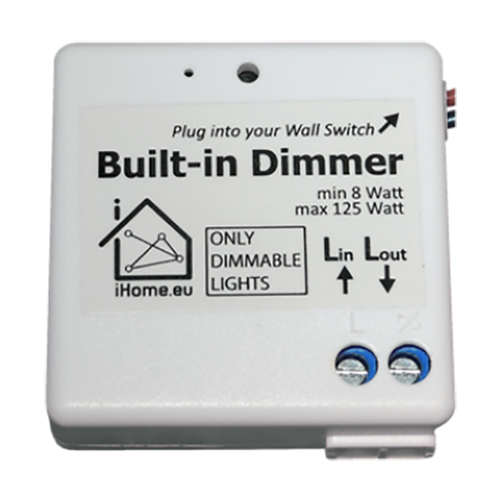 Plug into your Wall Switch
Built-in Dimmer
min 8 Watt
max 125 Watt
i
iHome.eu
ONLY
DIMMABLE
LIGHTS
Lin Lout
L